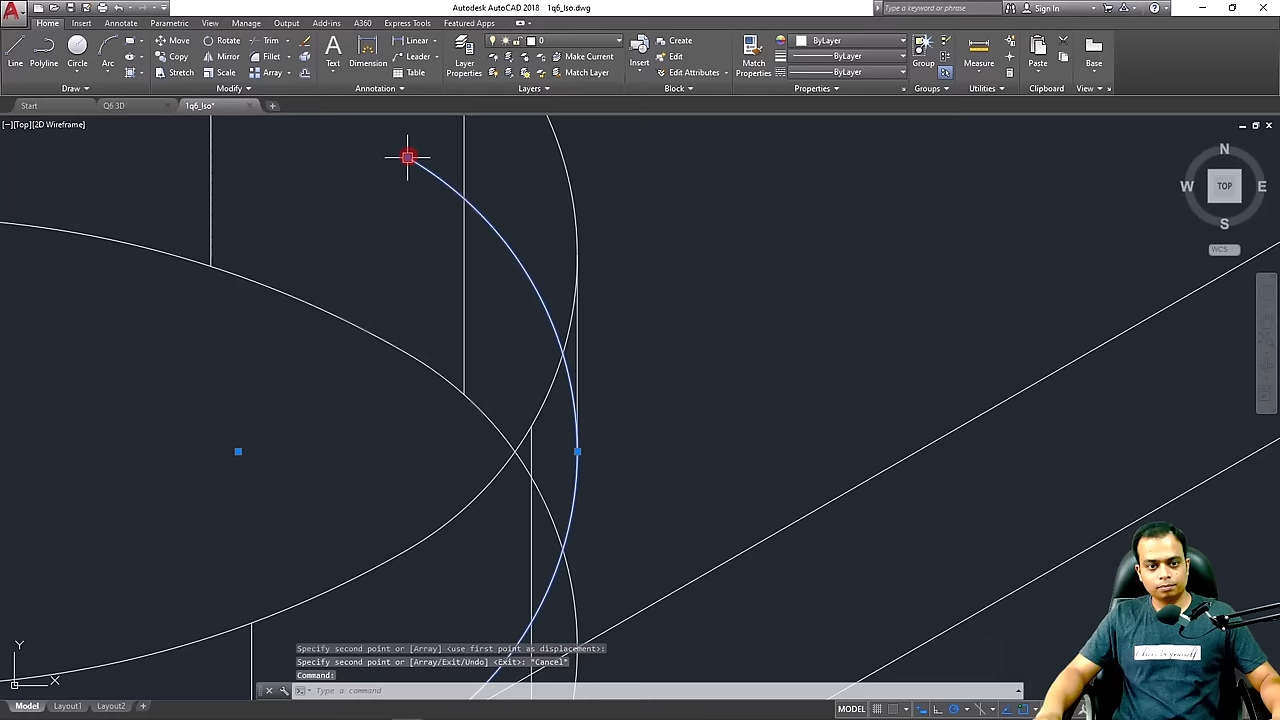 Autodesk AutoCAD 2018 1q6_Iso.dwg
Type a keyword or phrase
Sign In
Home Insert Annotate Parametric View Manage Output Add-ins A360 Express Tools Featured Apps
Line Polyline Circle Arc
Move Rotate Trim
Copy Mirror Fillet
Stretch Scale Array
Text Dimension
Linear
Leader
Table
Layer Properties
0
Make Current
Match Layer
Insert
Create
Edit
Edit Attributes
Match Properties
ByLayer
ByLayer
ByLayer
Group
Measure
Paste
Base
Draw Modify Annotation Layers Block Properties Groups Utilities Clipboard View
Start Q6 3D 1q6_Iso*
[−][Top][2D Wireframe]
N
W TOP E
S
WCS
Y
X
Specify second point or [Array] <use first point as displacement>:
Specify second point or [Array/Exit/Undo] <Exit>: *Cancel*
Command:
Type a command
Model Layout1 Layout2
MODEL